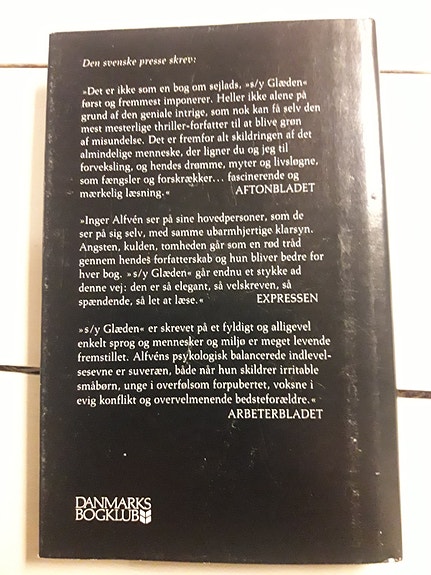 Den svenske presse skrev:
»Det er ikke som en bog om sejlads, »s/y Glæden«
først og fremmest imponerer. Heller ikke alene på
grund af den geniale intrige, som nok kan få selv den
mest mesterlige thriller-forfatter til at blive grøn
af misundelse. Det er fremfor alt skildringen af det
almindelige menneske, der ligner du og jeg til
forveksling, og hendes drømme, myter og livsløgne,
som fængsler og forskrækker... fascinerende og
mærkelig læsning.« AFTONBLADET
»Inger Alfvén ser på sine hovedpersoner, som de
ser på sig selv, med samme ubarmhjertige klarsyn.
Angsten, kulden, tomheden går som en rød tråd
gennem hendes forfatterskab og hun bliver bedre for
hver bog. »s/y Glæden« går endnu et stykke ad
denne vej: den er så elegant, så velskreven, så
spændende, så let at læse.« EXPRESSEN
»s/y Glæden« er skrevet på et fyldigt og alligevel
enkelt sprog og mennesker og miljø er meget levende
fremstillet. Alfvéns psykologisk balancerede indlevel-
sesevne er suveræn, både når hun skildrer irritable
småbørn, unge i overfølsom forpubertet, voksne i
evig konflikt og overvelmenende bedsteforældre.«
ARBETERBLADET
DANMARKS
BOGKLUB